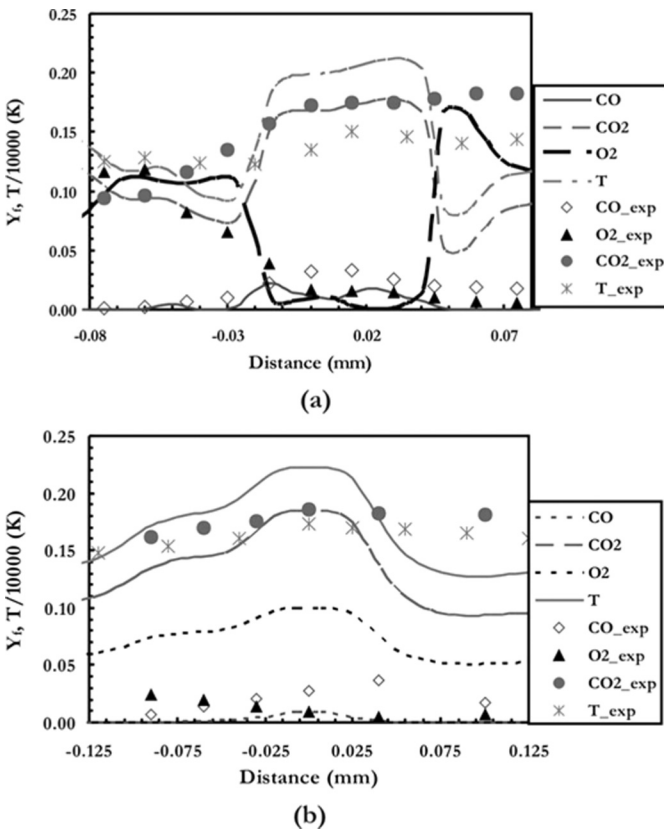 0.25
0.20
0.15
0.10
0.05
0.00
Yf, T/10000 (K)
-0.08
-0.03
0.02
0.07
Distance (mm)
CO
CO2
O2
T
CO_exp
O2_exp
CO2_exp
T_exp
(a)
0.25
0.20
0.15
0.10
0.05
0.00
Yf, T/10000 (K)
-0.125
-0.075
-0.025
0.025
0.075
0.125
Distance (mm)
CO
CO2
O2
T
CO_exp
O2_exp
CO2_exp
T_exp
(b)